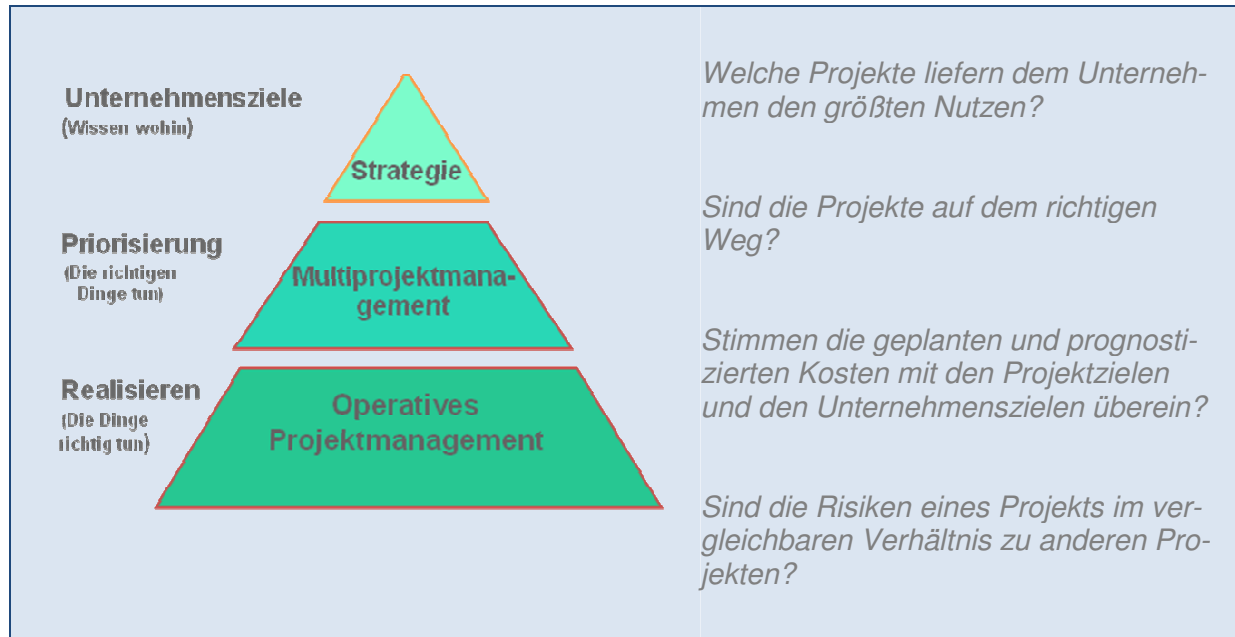 Unternehmensziele
(Wissen wohin)
Strategie
Priorisierung
(Die richtigen
Dinge tun)
Multiprojektmana-
gement
Realisieren
(Die Dinge
richtig tun)
Operatives
Projektmanagement
Welche Projekte liefern dem Unterneh-
men den größten Nutzen?
Sind die Projekte auf dem richtigen
Weg?
Stimmen die geplanten und prognosti-
zierten Kosten mit den Projektzielen
und den Unternehmenszielen überein?
Sind die Risiken eines Projekts im ver-
gleichbaren Verhältnis zu anderen Pro-
jekten?